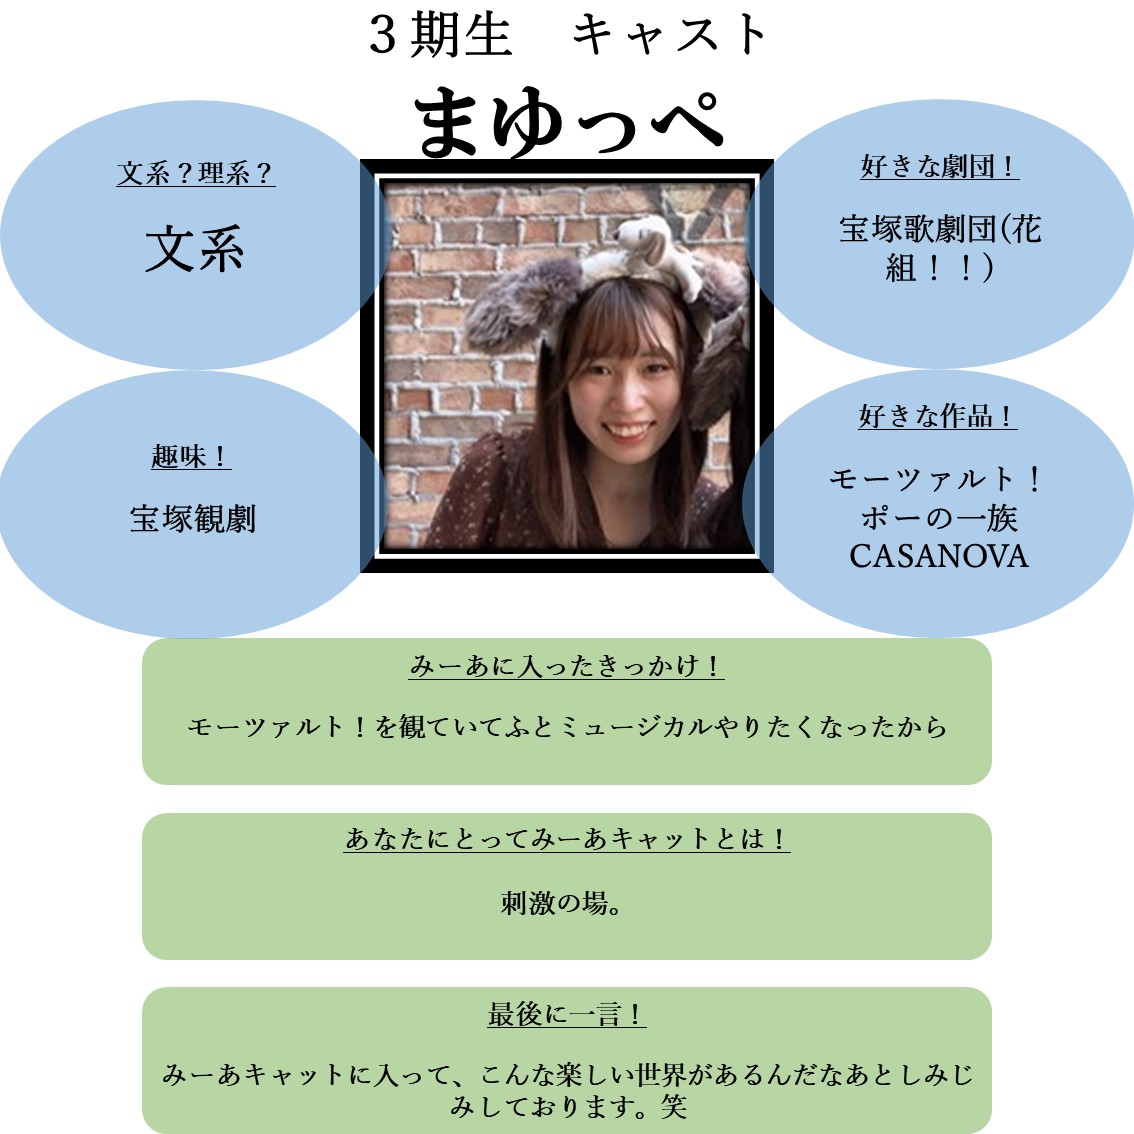 ３期生　キャスト
まゆっぺ
文系？理系？
文系
好きな劇団！
宝塚歌劇団(花
組！！)
趣味！
宝塚観劇
好きな作品！
モーツァルト！
ポーの一族
CASANOVA
みーあに入ったきっかけ！
モーツァルト！を観ていてふとミュージカルやりたくなったから
あなたにとってみーあキャットとは！
刺激の場。
最後に一言！
みーあキャットに入って、こんな楽しい世界があるんだなあとしみじ
みしております。笑